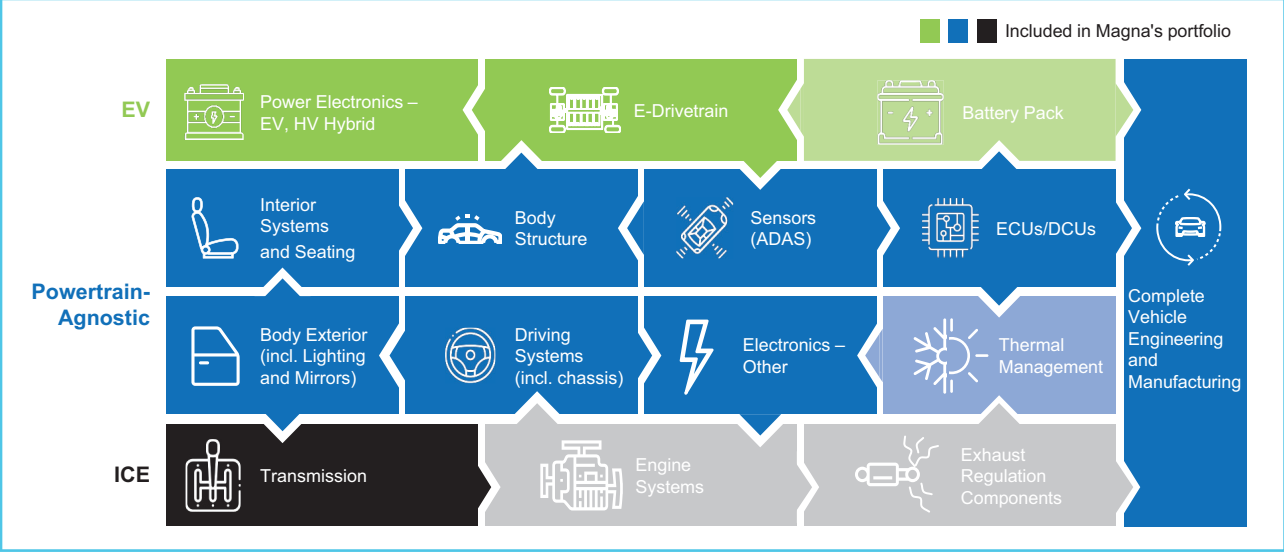 Included in Magna's portfolio
EV
Power Electronics –
EV, HV Hybrid
E-Drivetrain
Battery Pack
Powertrain-
Agnostic
Interior
Systems
and Seating
Body
Structure
Sensors
(ADAS)
ECUs/DCUs
Body Exterior
(incl. Lighting
and Mirrors)
Driving
Systems
(incl. chassis)
Electronics –
Other
Thermal
Management
Complete
Vehicle
Engineering
and
Manufacturing
ICE
Transmission
Engine
Systems
Exhaust
Regulation
Components